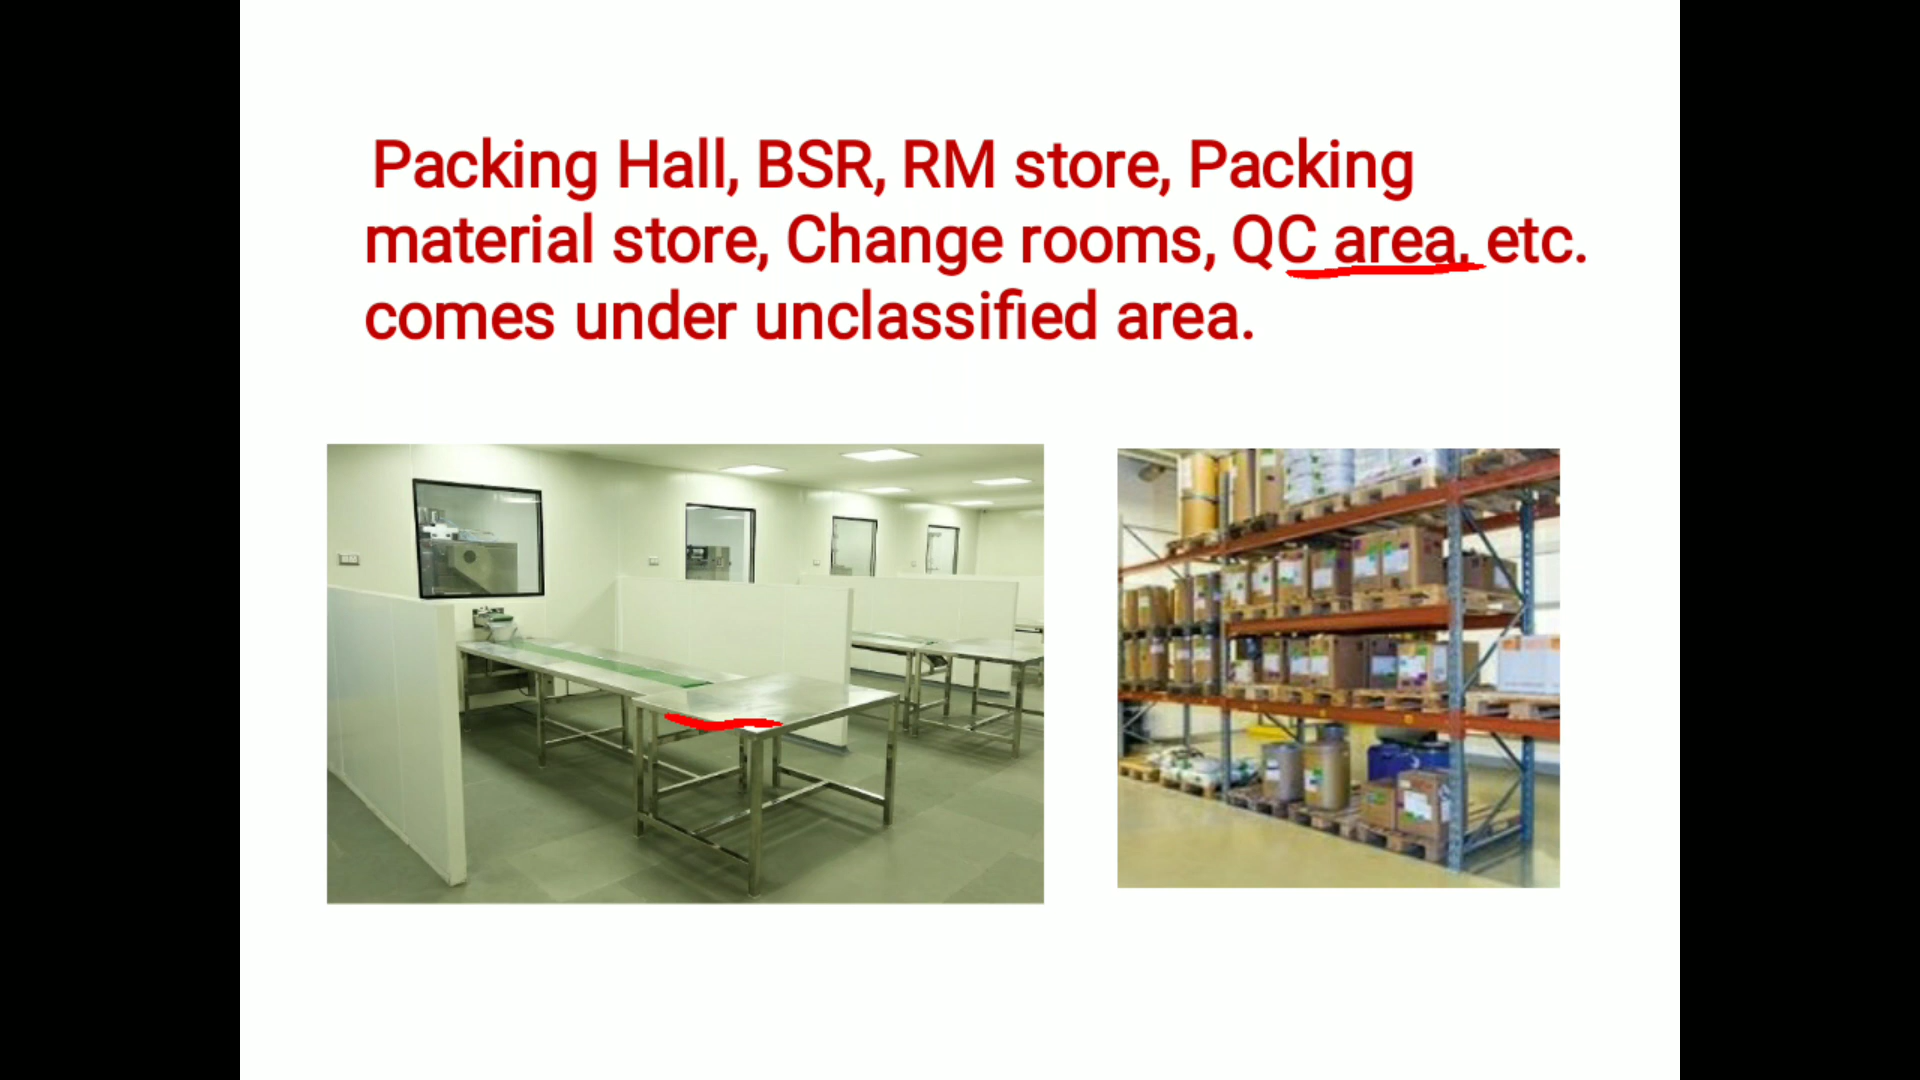 Packing Hall, BSR, RM store, Packing
material store, Change rooms, QC area, etc.
comes under unclassified area.